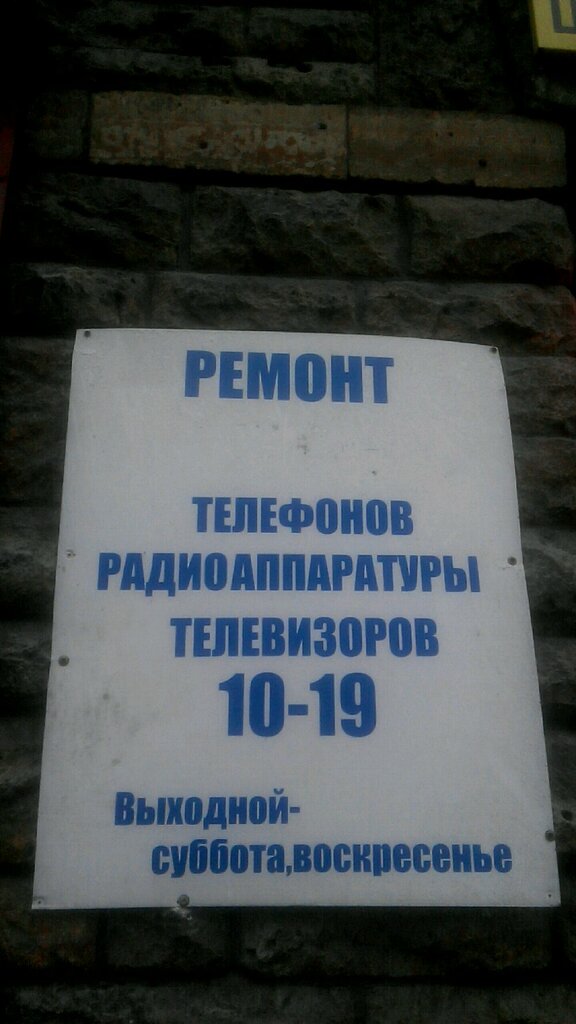 РЕМОНТ
ТЕЛЕФОНОВ
РАДИОАППАРАТУРЫ
ТЕЛЕВИЗОРОВ
10-19
Выходной-
суббота,воскресенье